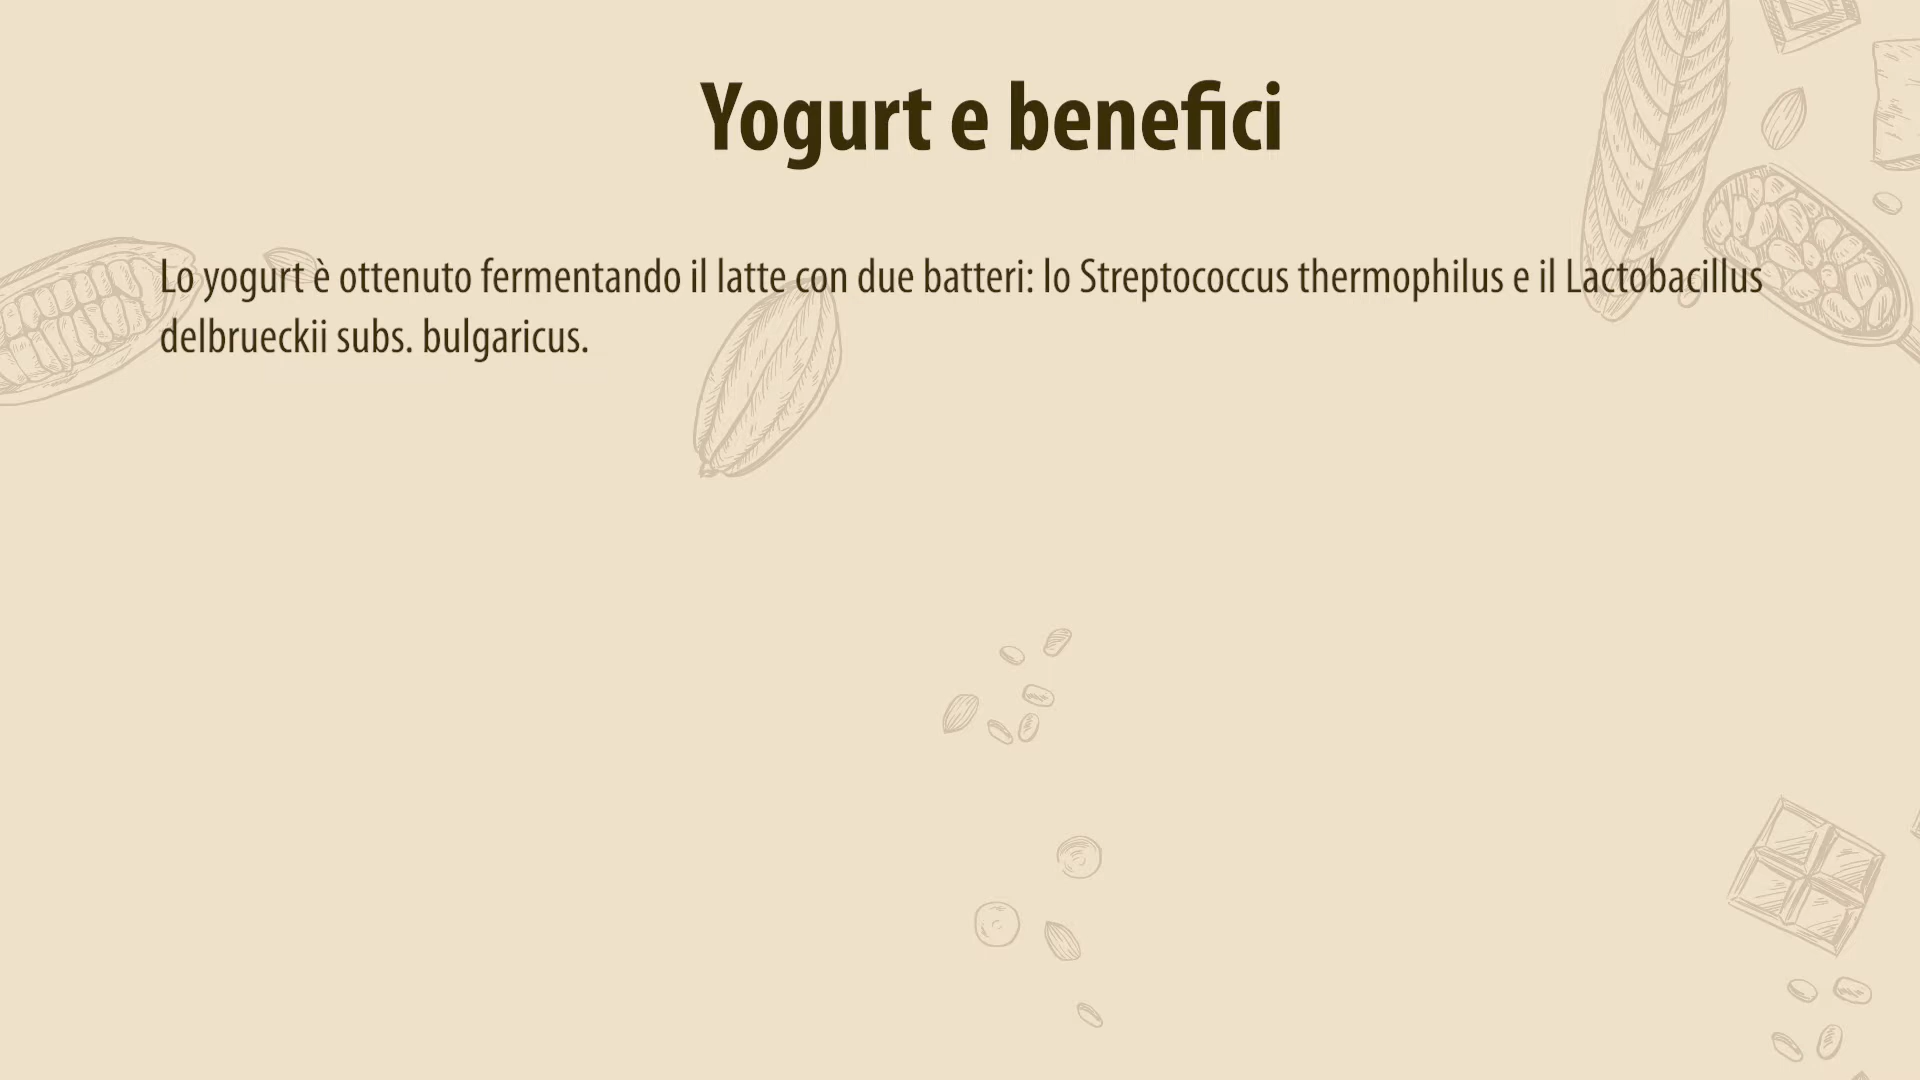 Yogurt e benefici
Lo yogurt è ottenuto fermentando il latte con due batteri: lo Streptococcus thermophilus e il Lactobacillus
delbrueckii subs. bulgaricus.